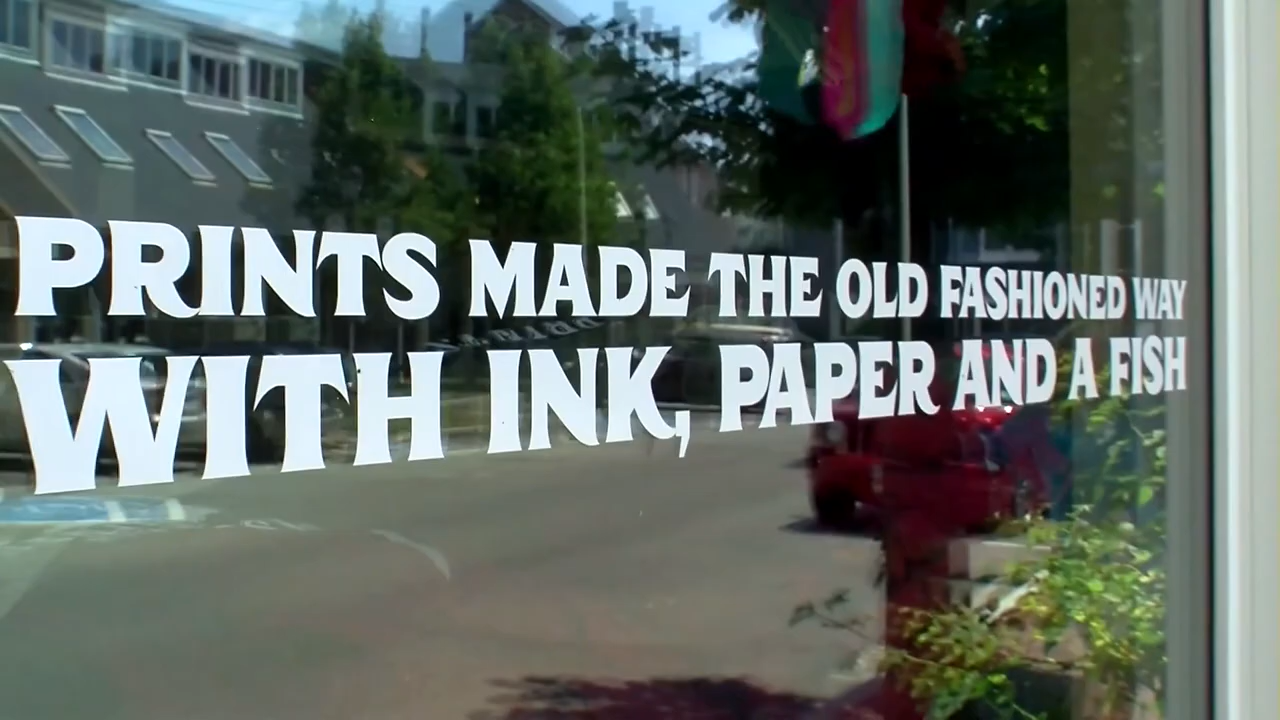 PRINTS MADE THE OLD FASHIONED WAY
WITH INK, PAPER AND A FISH